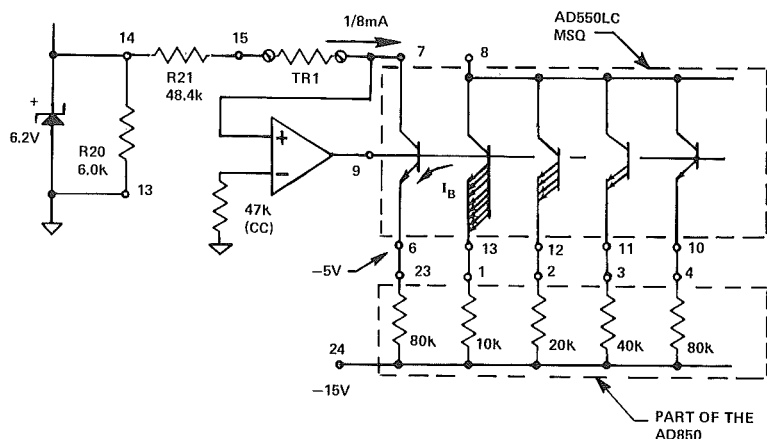 1/8mA
AD550LC
MSQ
14
15
7
8
R21
48.4k
TR1
+
6.2V
R20
6.0k
13
+
−
9
47K
(CC)
I_B
−5V
6
13
12
11
10
23
1
2
3
4
80k
10k
20k
40k
80k
24
−15V
PART OF THE
AD850